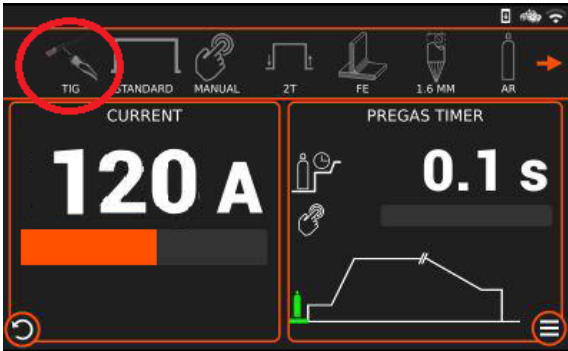 TIG STANDARD MANUAL 2T FE 1.6 MM AR
CURRENT
120 A
PREGAS TIMER
0.1 s